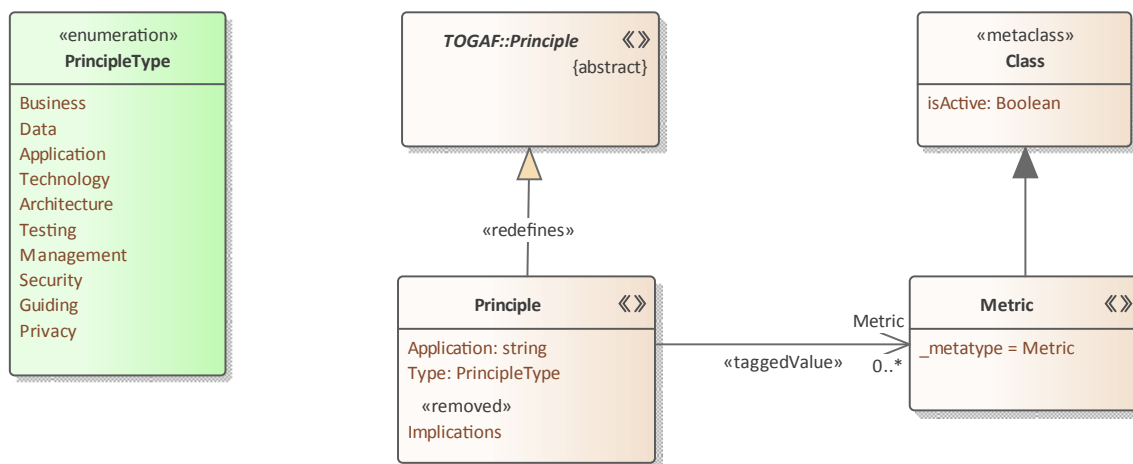 «enumeration»
PrincipleType
Business
Data
Application
Technology
Architecture
Testing
Management
Security
Guiding
Privacy
TOGAF::Principle
{abstract}
«metaclass»
Class
isActive: Boolean
«redefines»
Principle
Application: string
Type: PrincipleType
«removed»
Implications
Metric
«taggedValue»
0..*
Metric
_metatype = Metric